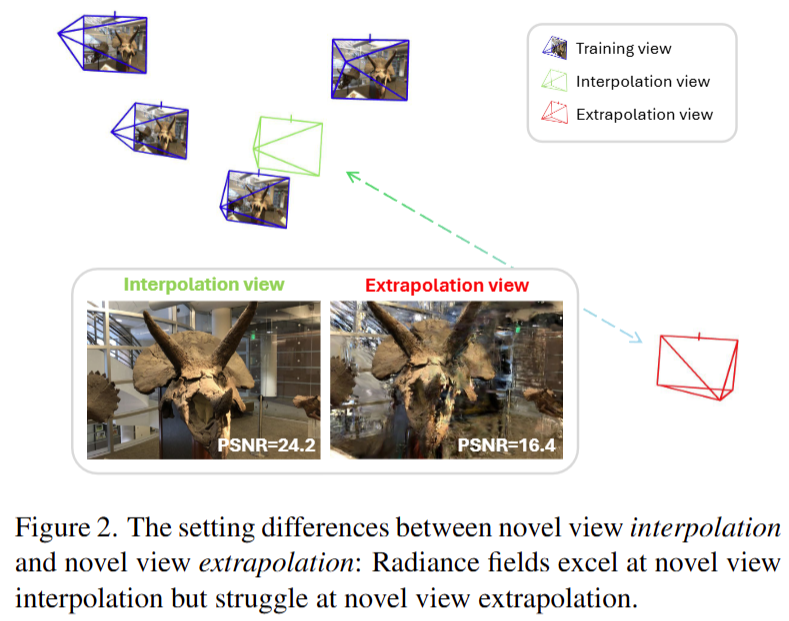 Training view
Interpolation view
Extrapolation view
Interpolation view
Extrapolation view
PSNR=24.2
PSNR=16.4
Figure 2. The setting differences between novel view interpolation
and novel view extrapolation: Radiance fields excel at novel view
interpolation but struggle at novel view extrapolation.